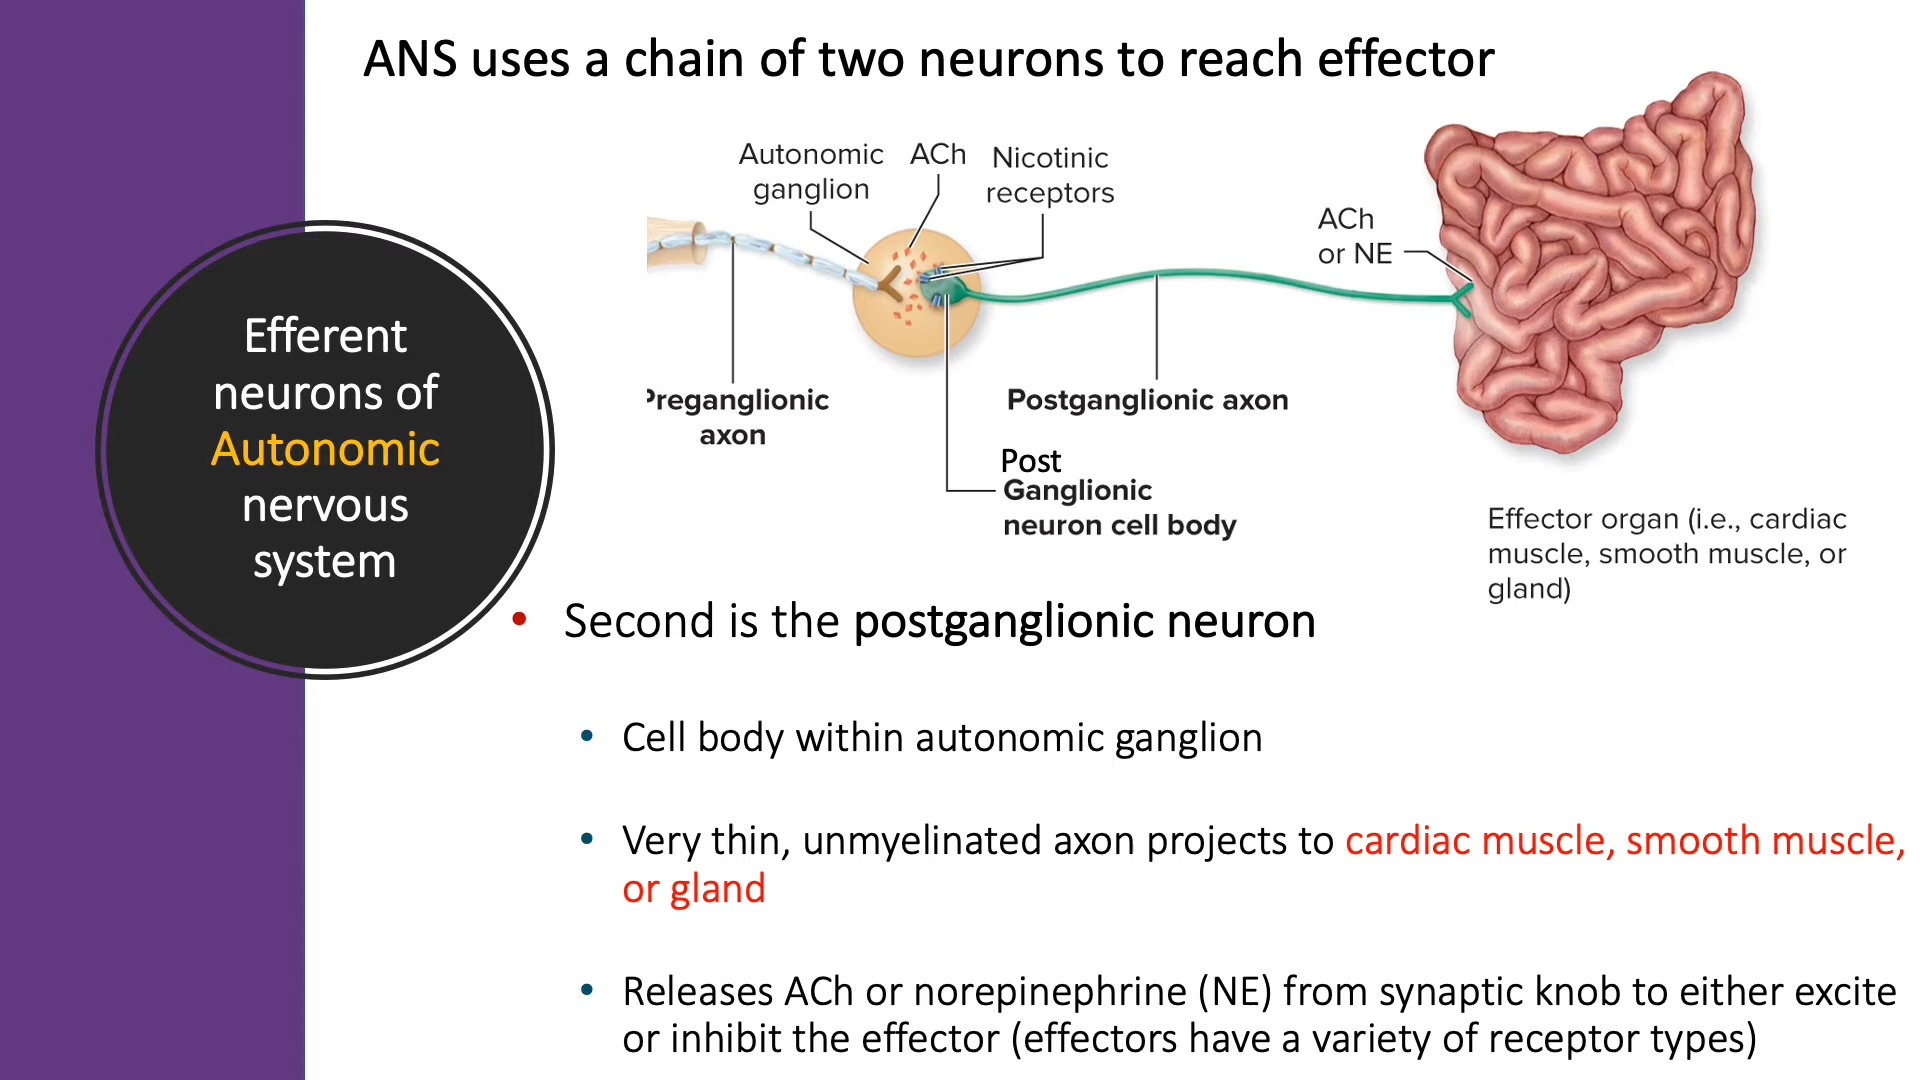 ANS uses a chain of two neurons to reach effector
Autonomic
ganglion
ACh
Nicotinic
receptors
ACh
or NE
Efferent
neurons of
Autonomic
nervous
system
Preganglionic
axon
Postganglionic axon
Post
Ganglionic
neuron cell body
Effector organ (i.e., cardiac
muscle, smooth muscle, or
gland)
• Second is the postganglionic neuron
• Cell body within autonomic ganglion
• Very thin, unmyelinated axon projects to cardiac muscle, smooth muscle,
or gland
• Releases ACh or norepinephrine (NE) from synaptic knob to either excite
or inhibit the effector (effectors have a variety of receptor types)